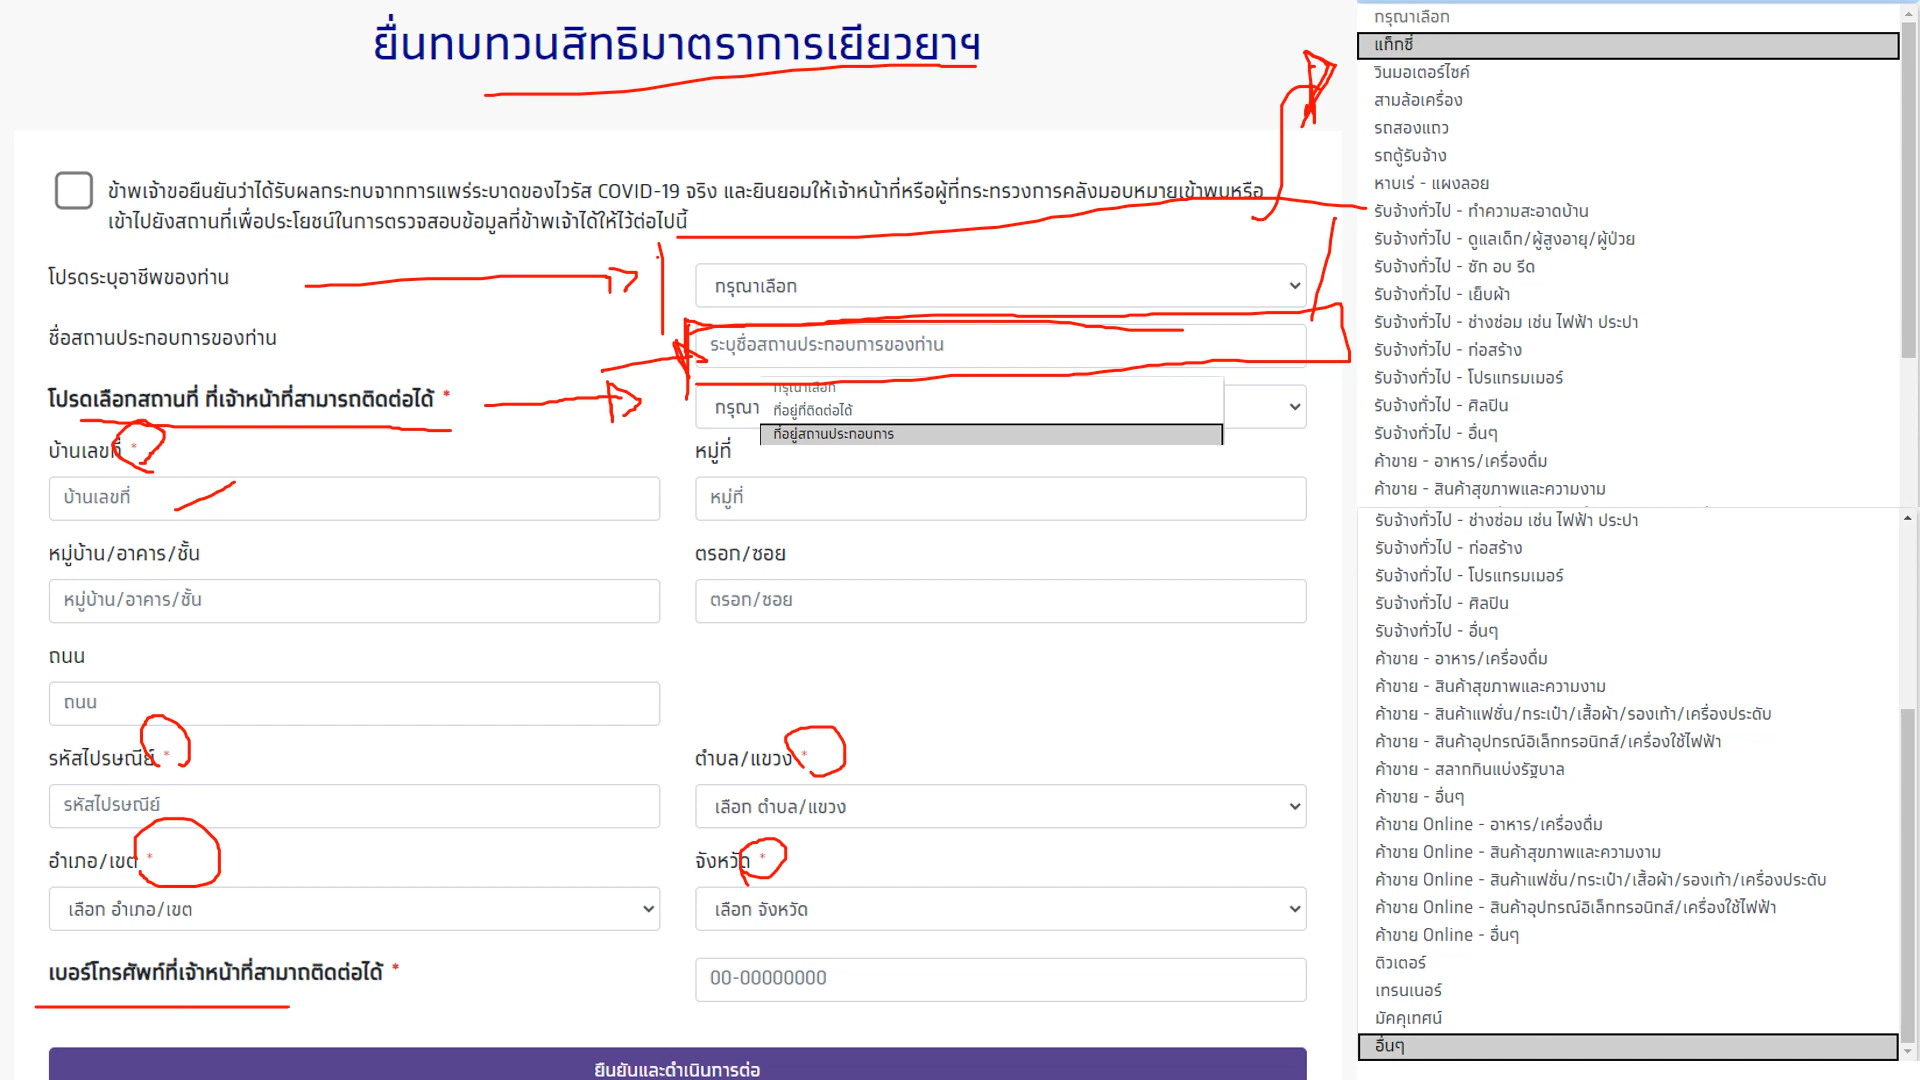 ยื่นทบทวนสิทธิมาตราการเยียวยาฯ
ข้าพเจ้าขอยืนยันว่าได้รับผลกระทบจากการแพร่ระบาดของไวรัส COVID-19 จริง และยินยอมให้เจ้าหน้าที่หรือผู้ที่กระทรวงการคลังมอบหมายเข้าพบหรือ
เข้าไปยังสถานที่เพื่อประโยชน์ในการตรวจสอบข้อมูลที่ข้าพเจ้าได้ให้ไว้ต่อไปนี้
โปรดระบุอาชีพของท่าน
กรุณาเลือก
ชื่อสถานประกอบการของท่าน
ระบุชื่อสถานประกอบการของท่าน
โปรดเลือกสถานที่ ที่เจ้าหน้าที่สามารถติดต่อได้ *
กรุณา
กรุณาเลือก
ที่อยู่ที่ติดต่อได้
ที่อยู่สถานประกอบการ
บ้านเลขที่ *
หมู่ที่
บ้านเลขที่
หมู่ที่
หมู่บ้าน/อาคาร/ชั้น
ตรอก/ซอย
หมู่บ้าน/อาคาร/ชั้น
ตรอก/ซอย
ถนน
ถนน
รหัสไปรษณีย์ *
ตำบล/แขวง *
รหัสไปรษณีย์
เลือก ตำบล/แขวง
อำเภอ/เขต *
จังหวัด *
เลือก อำเภอ/เขต
เลือก จังหวัด
เบอร์โทรศัพท์ที่เจ้าหน้าที่สามาถติดต่อได้ *
00-00000000
ยืนยันและดำเนินการต่อ
กรุณาเลือก
แท็กซี่
วินมอเตอร์ไซค์
สามล้อเครื่อง
รถสองแถว
รถตู้รับจ้าง
หาบเร่ - แผงลอย
รับจ้างทั่วไป - ทำความสะอาดบ้าน
รับจ้างทั่วไป - ดูแลเด็ก/ผู้สูงอายุ/ผู้ป่วย
รับจ้างทั่วไป - ซัก อบ รีด
รับจ้างทั่วไป - เย็บผ้า
รับจ้างทั่วไป - ช่างซ่อม เช่น ไฟฟ้า ประปา
รับจ้างทั่วไป - ก่อสร้าง
รับจ้างทั่วไป - โปรแกรมเมอร์
รับจ้างทั่วไป - ศิลปิน
รับจ้างทั่วไป - อื่นๆ
ค้าขาย - อาหาร/เครื่องดื่ม
ค้าขาย - สินค้าสุขภาพและความงาม
รับจ้างทั่วไป - ช่างซ่อม เช่น ไฟฟ้า ประปา
รับจ้างทั่วไป - ก่อสร้าง
รับจ้างทั่วไป - โปรแกรมเมอร์
รับจ้างทั่วไป - ศิลปิน
รับจ้างทั่วไป - อื่นๆ
ค้าขาย - อาหาร/เครื่องดื่ม
ค้าขาย - สินค้าสุขภาพและความงาม
ค้าขาย - สินค้าแฟชั่น/กระเป๋า/เสื้อผ้า/รองเท้า/เครื่องประดับ
ค้าขาย - สินค้าอุปกรณ์อิเล็กทรอนิกส์/เครื่องใช้ไฟฟ้า
ค้าขาย - สลากกินแบ่งรัฐบาล
ค้าขาย - อื่นๆ
ค้าขาย Online - อาหาร/เครื่องดื่ม
ค้าขาย Online - สินค้าสุขภาพและความงาม
ค้าขาย Online - สินค้าแฟชั่น/กระเป๋า/เสื้อผ้า/รองเท้า/เครื่องประดับ
ค้าขาย Online - สินค้าอุปกรณ์อิเล็กทรอนิกส์/เครื่องใช้ไฟฟ้า
ค้าขาย Online - อื่นๆ
ติวเตอร์
เทรนเนอร์
มัคคุเทศน์
อื่นๆ